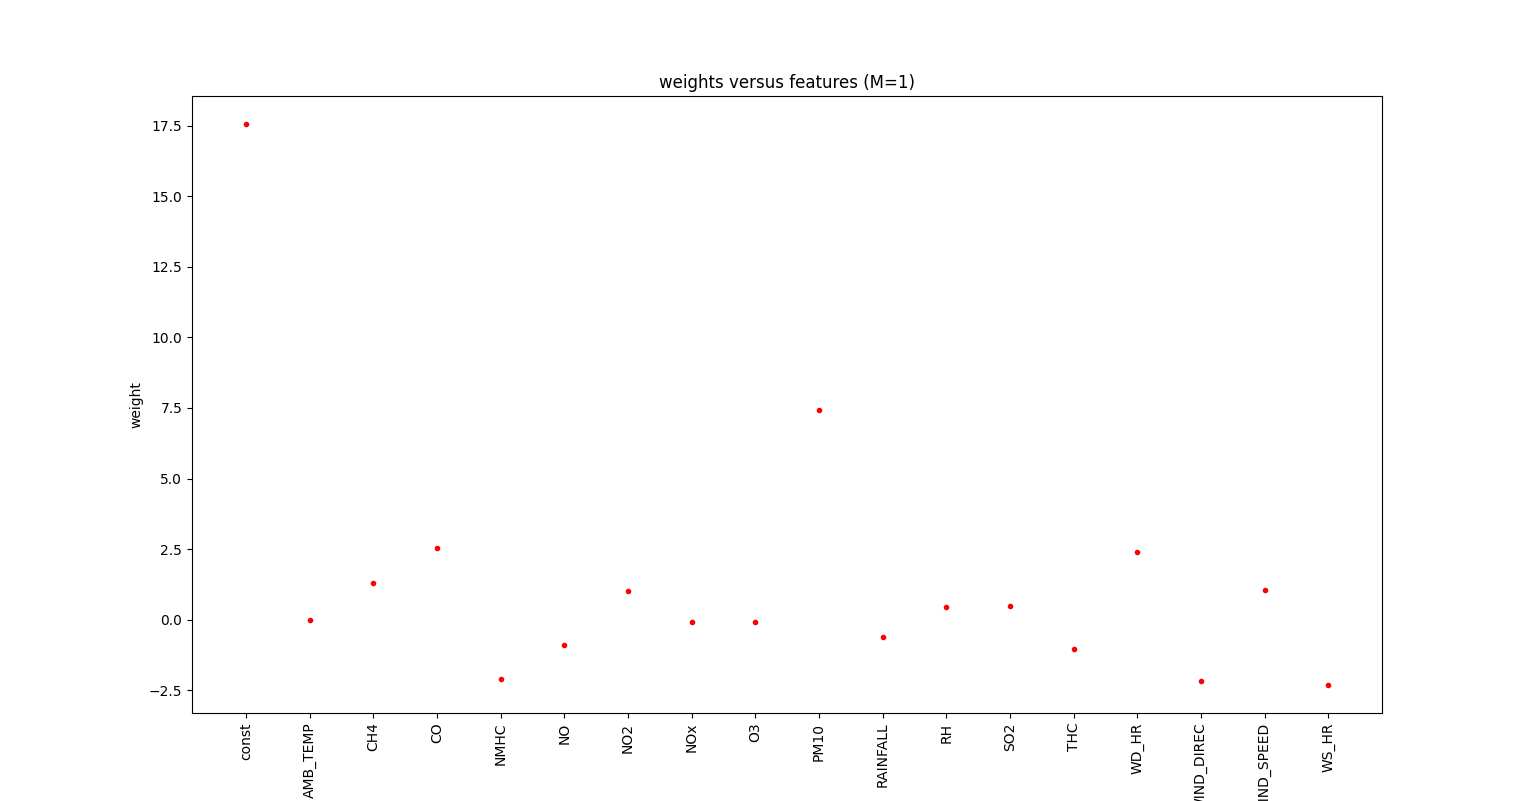 weights versus features (M=1)
17.5
15.0
12.5
10.0
7.5
5.0
2.5
0.0
−2.5
weight
const
AMB_TEMP
CH4
CO
NMHC
NO
NO2
NOx
O3
PM10
RAINFALL
RH
SO2
THC
WD_HR
IND_DIREC
IND_SPEED
WS_HR